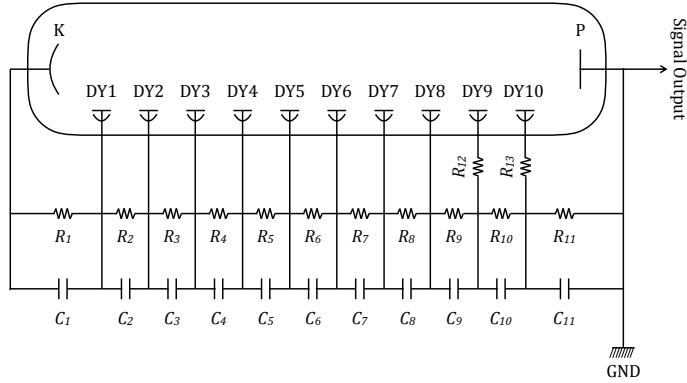 K
P
Signal Output
DY1 DY2 DY3 DY4 DY5 DY6 DY7 DY8 DY9 DY10
R12 R13
R1 R2 R3 R4 R5 R6 R7 R8 R9 R10 R11
C1 C2 C3 C4 C5 C6 C7 C8 C9 C10 C11
GND